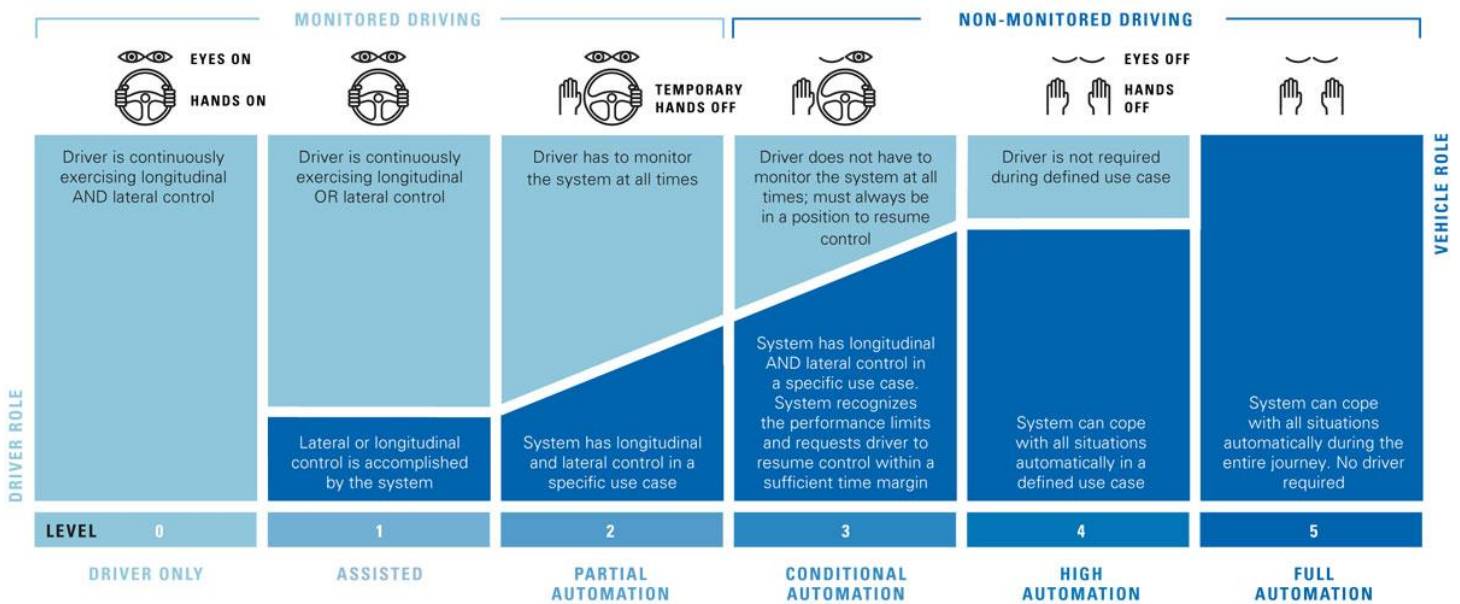 MONITORED DRIVING
NON-MONITORED DRIVING
EYES ON
HANDS ON
TEMPORARY
HANDS OFF
EYES OFF
HANDS
OFF
DRIVER ROLE
VEHICLE ROLE
Driver is continuously
exercising longitudinal
AND lateral control
Driver is continuously
exercising longitudinal
OR lateral control
Lateral or longitudinal
control is accomplished
by the system
Driver has to monitor
the system at all times
System has longitudinal
and lateral control in a
specific use case
Driver does not have to
monitor the system at all
times; must always be
in a position to resume
control
System has longitudinal
AND lateral control in
a specific use case.
System recognizes
the performance limits
and requests driver to
resume control within a
sufficient time margin
Driver is not required
during defined use case
System can cope
with all situations
automatically in a
defined use case
System can cope
with all situations
automatically during the
entire journey. No driver
required
LEVEL 0 1 2 3 4 5
DRIVER ONLY
ASSISTED
PARTIAL
AUTOMATION
CONDITIONAL
AUTOMATION
HIGH
AUTOMATION
FULL
AUTOMATION